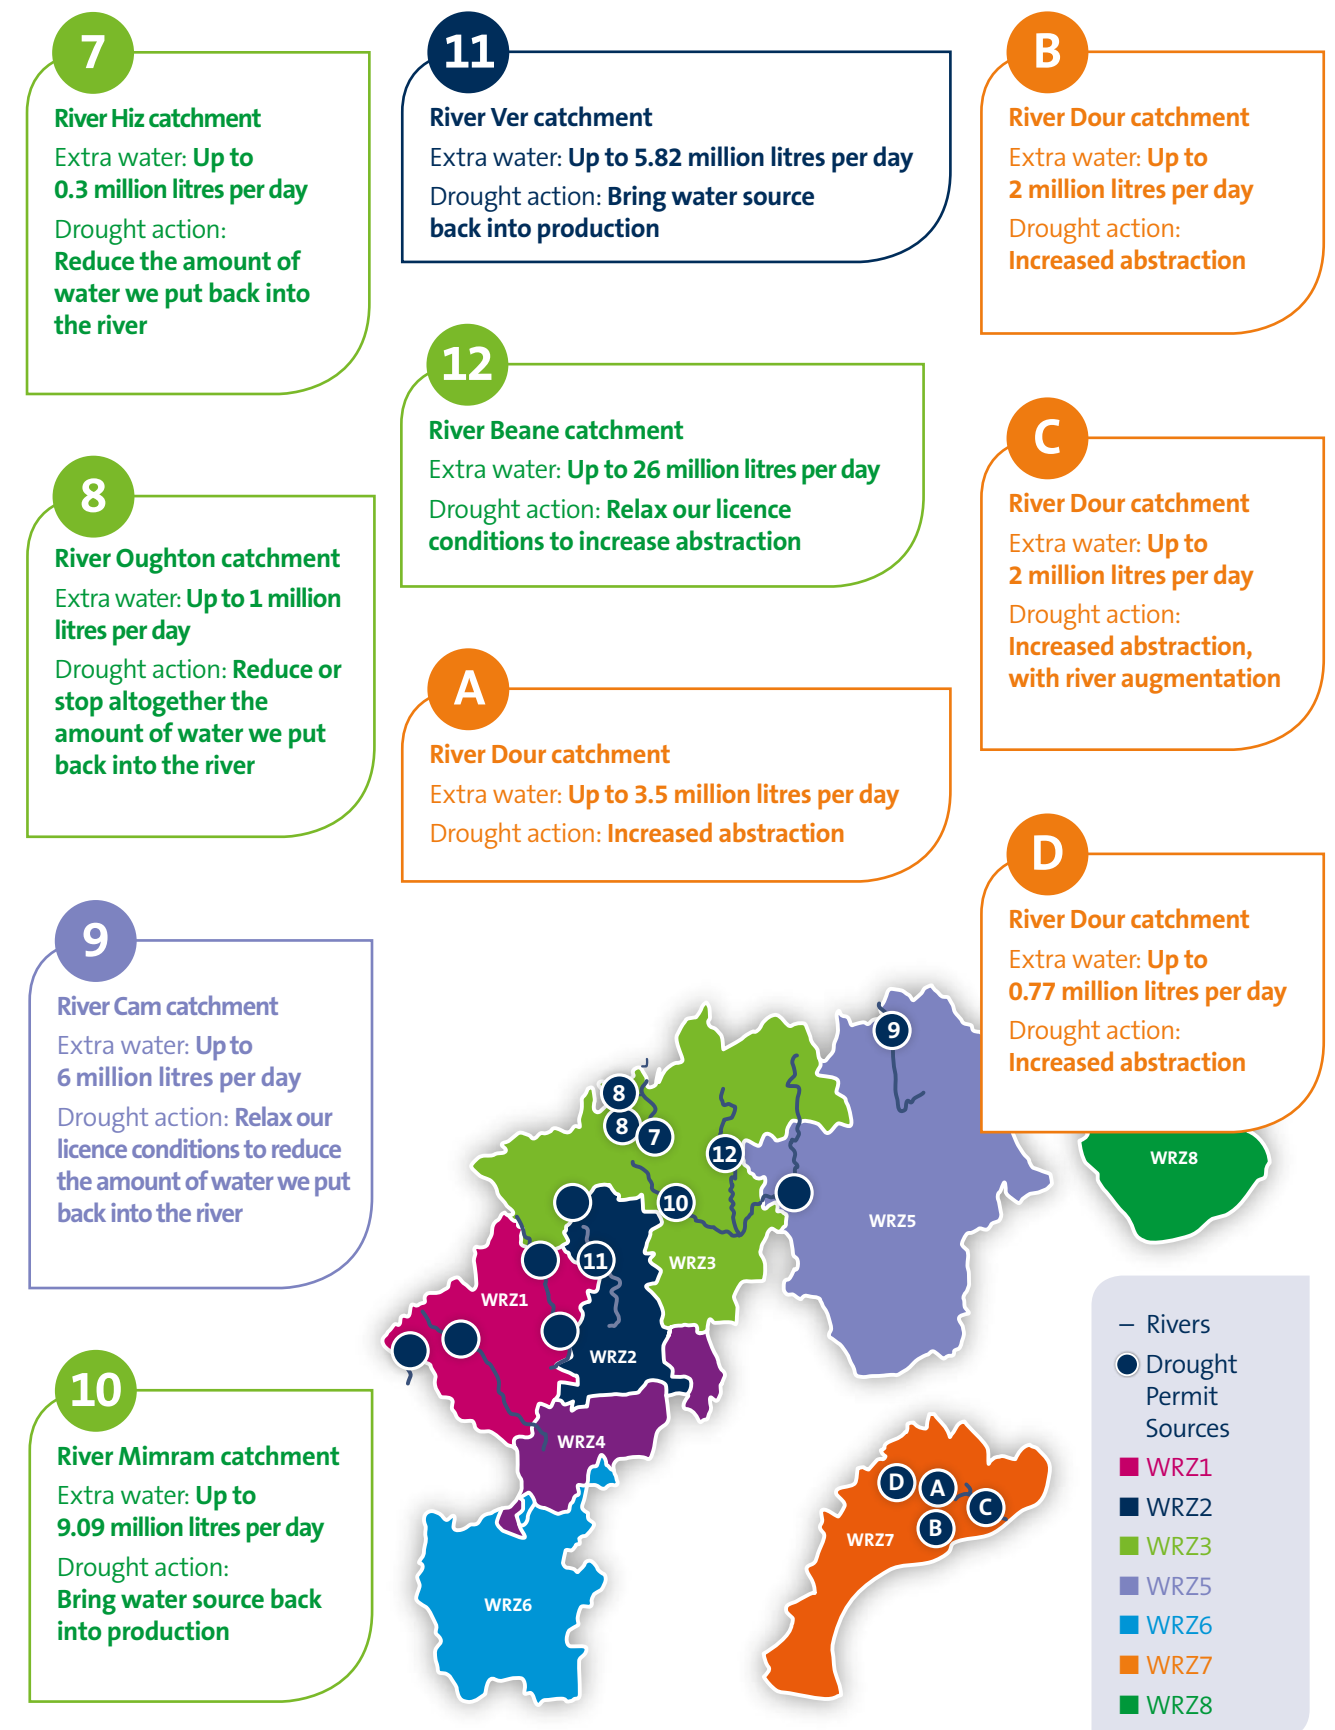 7
River Hiz catchment
Extra water: Up to
0.3 million litres per day
Drought action:
Reduce the amount of
water we put back into
the river
8
River Oughton catchment
Extra water: Up to 1 million
litres per day
Drought action: Reduce or
stop altogether the
amount of water we put
back into the river
9
River Cam catchment
Extra water: Up to
6 million litres per day
Drought action: Relax our
licence conditions to reduce
the amount of water we put
back into the river
10
River Mimram catchment
Extra water: Up to
9.09 million litres per day
Drought action:
Bring water source back
into production
11
River Ver catchment
Extra water: Up to 5.82 million litres per day
Drought action: Bring water source
back into production
12
River Beane catchment
Extra water: Up to 26 million litres per day
Drought action: Relax our licence
conditions to increase abstraction
A
River Dour catchment
Extra water: Up to 3.5 million litres per day
Drought action: Increased abstraction
B
River Dour catchment
Extra water: Up to
2 million litres per day
Drought action:
Increased abstraction
C
River Dour catchment
Extra water: Up to
2 million litres per day
Drought action:
Increased abstraction,
with river augmentation
D
River Dour catchment
Extra water: Up to
0.77 million litres per day
Drought action:
Increased abstraction
9
8
8
7
12
10
11
WRZ8
WRZ5
WRZ3
WRZ1
WRZ2
WRZ4
WRZ6
D
A
C
B
WRZ7
Rivers
Drought
Permit
Sources
WRZ1
WRZ2
WRZ3
WRZ5
WRZ6
WRZ7
WRZ8